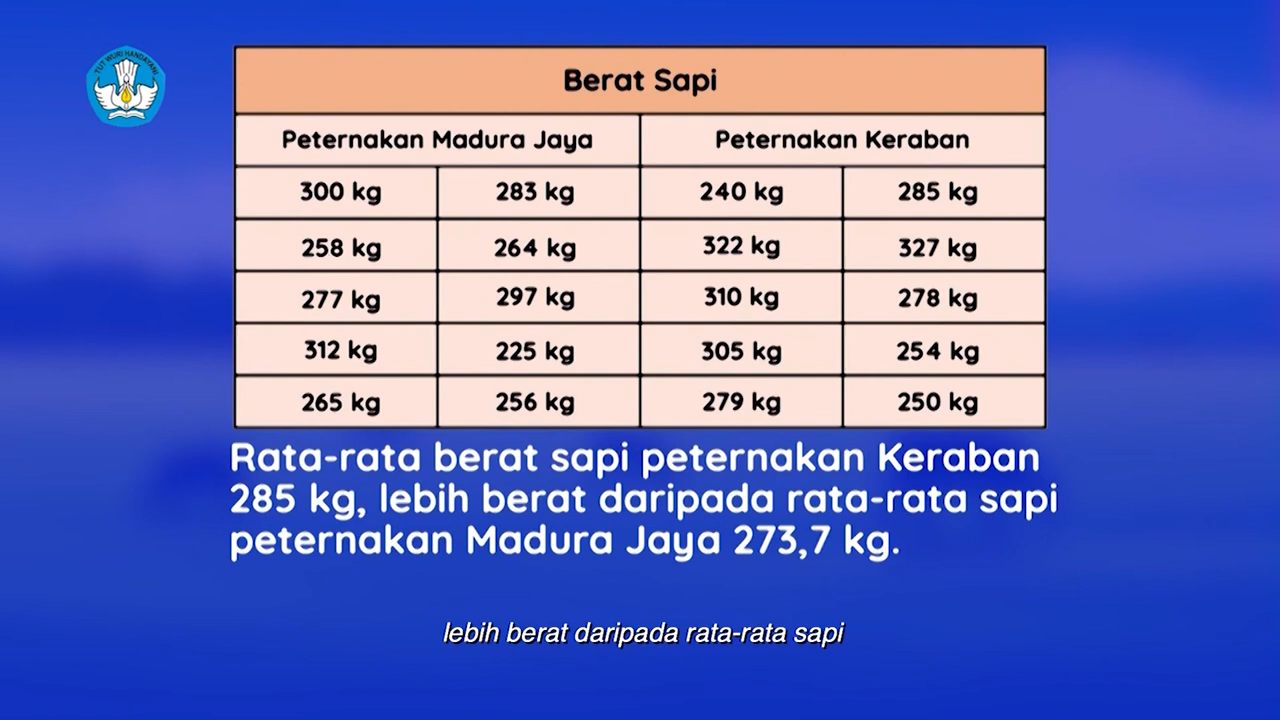 TUT WURI HANDAYANI
Berat Sapi
Peternakan Madura Jaya Peternakan Keraban
300 kg 283 kg 240 kg 285 kg
258 kg 264 kg 322 kg 327 kg
277 kg 297 kg 310 kg 278 kg
312 kg 225 kg 305 kg 254 kg
265 kg 256 kg 279 kg 250 kg
Rata-rata berat sapi peternakan Keraban
285 kg, lebih berat daripada rata-rata sapi
peternakan Madura Jaya 273,7 kg.
lebih berat daripada rata-rata sapi